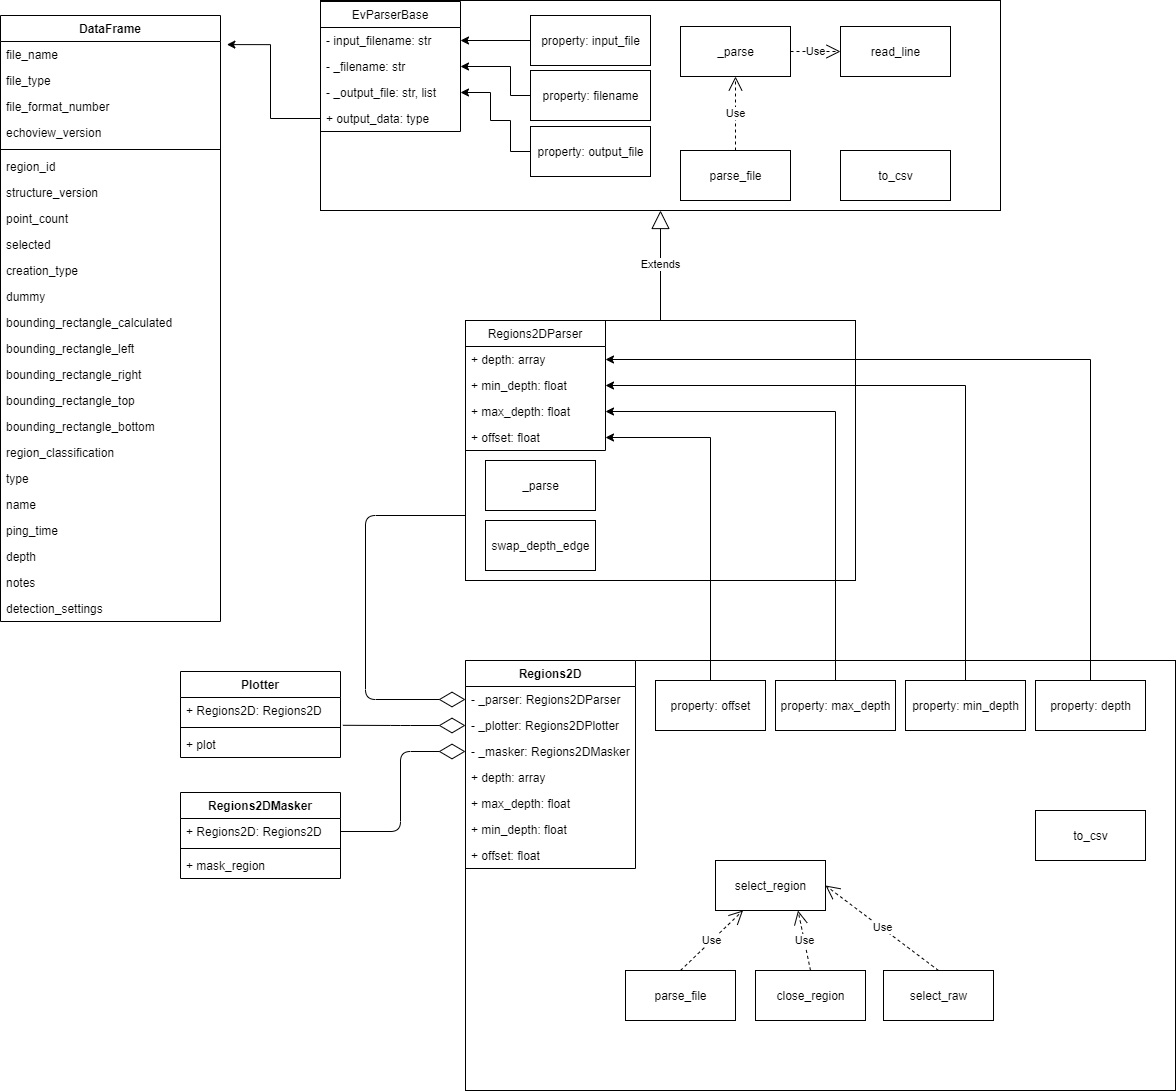 DataFrame
file_name
file_type
file_format_number
echoview_version
region_id
structure_version
point_count
selected
creation_type
dummy
bounding_rectangle_calculated
bounding_rectangle_left
bounding_rectangle_right
bounding_rectangle_top
bounding_rectangle_bottom
region_classification
type
name
ping_time
depth
notes
detection_settings
EvParserBase
- input_filename: str
- _filename: str
- _output_file: str, list
+ output_data: type
property: input_file
property: filename
property: output_file
_parse
Use
read_line
Use
parse_file
to_csv
Extends
Regions2DParser
+ depth: array
+ min_depth: float
+ max_depth: float
+ offset: float
_parse
swap_depth_edge
Plotter
+ Regions2D: Regions2D
+ plot
Regions2DMasker
+ Regions2D: Regions2D
+ mask_region
Regions2D
- _parser: Regions2DParser
- _plotter: Regions2DPlotter
- _masker: Regions2DMasker
+ depth: array
+ max_depth: float
+ min_depth: float
+ offset: float
property: offset
property: max_depth
property: min_depth
property: depth
to_csv
select_region
Use
Use
Use
parse_file
close_region
select_raw